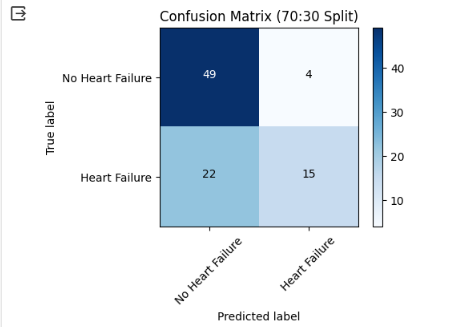 Confusion Matrix (70:30 Split)
True label
No Heart Failure
49
4
Heart Failure
22
15
40
30
20
10
No Heart Failure
Heart Failure
Predicted label